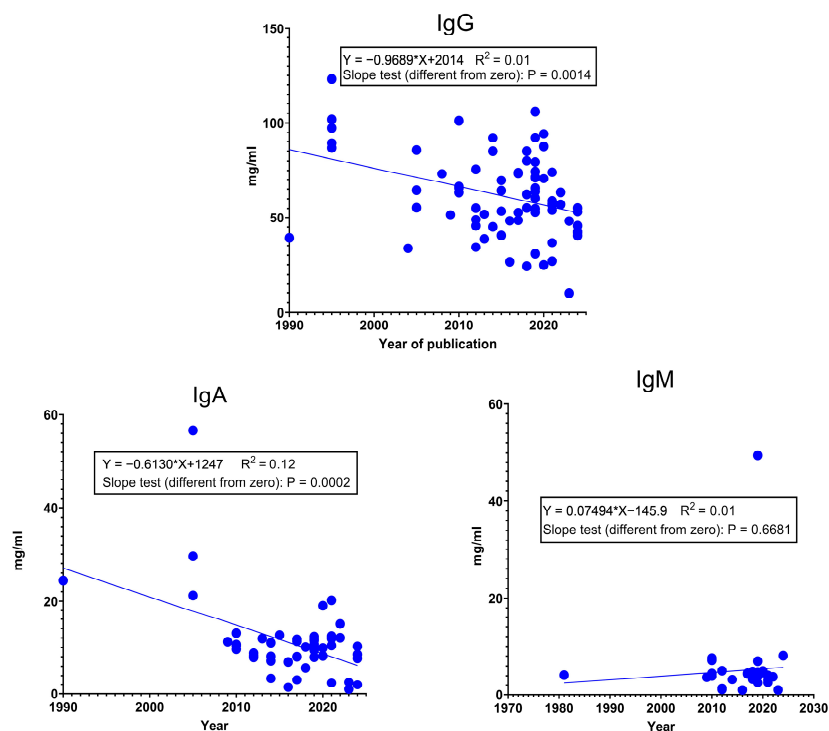 IgG
150
Y = −0.9689*X+2014 R2 = 0.01
Slope test (different from zero): P = 0.0014
100
mg/ml
50
0
1990 2000 2010 2020
Year of publication
IgA
60
Y = −0.6130*X+1247 R2 = 0.12
Slope test (different from zero): P = 0.0002
40
mg/ml
20
0
1990 2000 2010 2020
Year
IgM
60
Y = 0.07494*X−145.9 R2 = 0.01
Slope test (different from zero): P = 0.6681
40
mg/ml
20
0
1970 1980 1990 2000 2010 2020 2030
Year